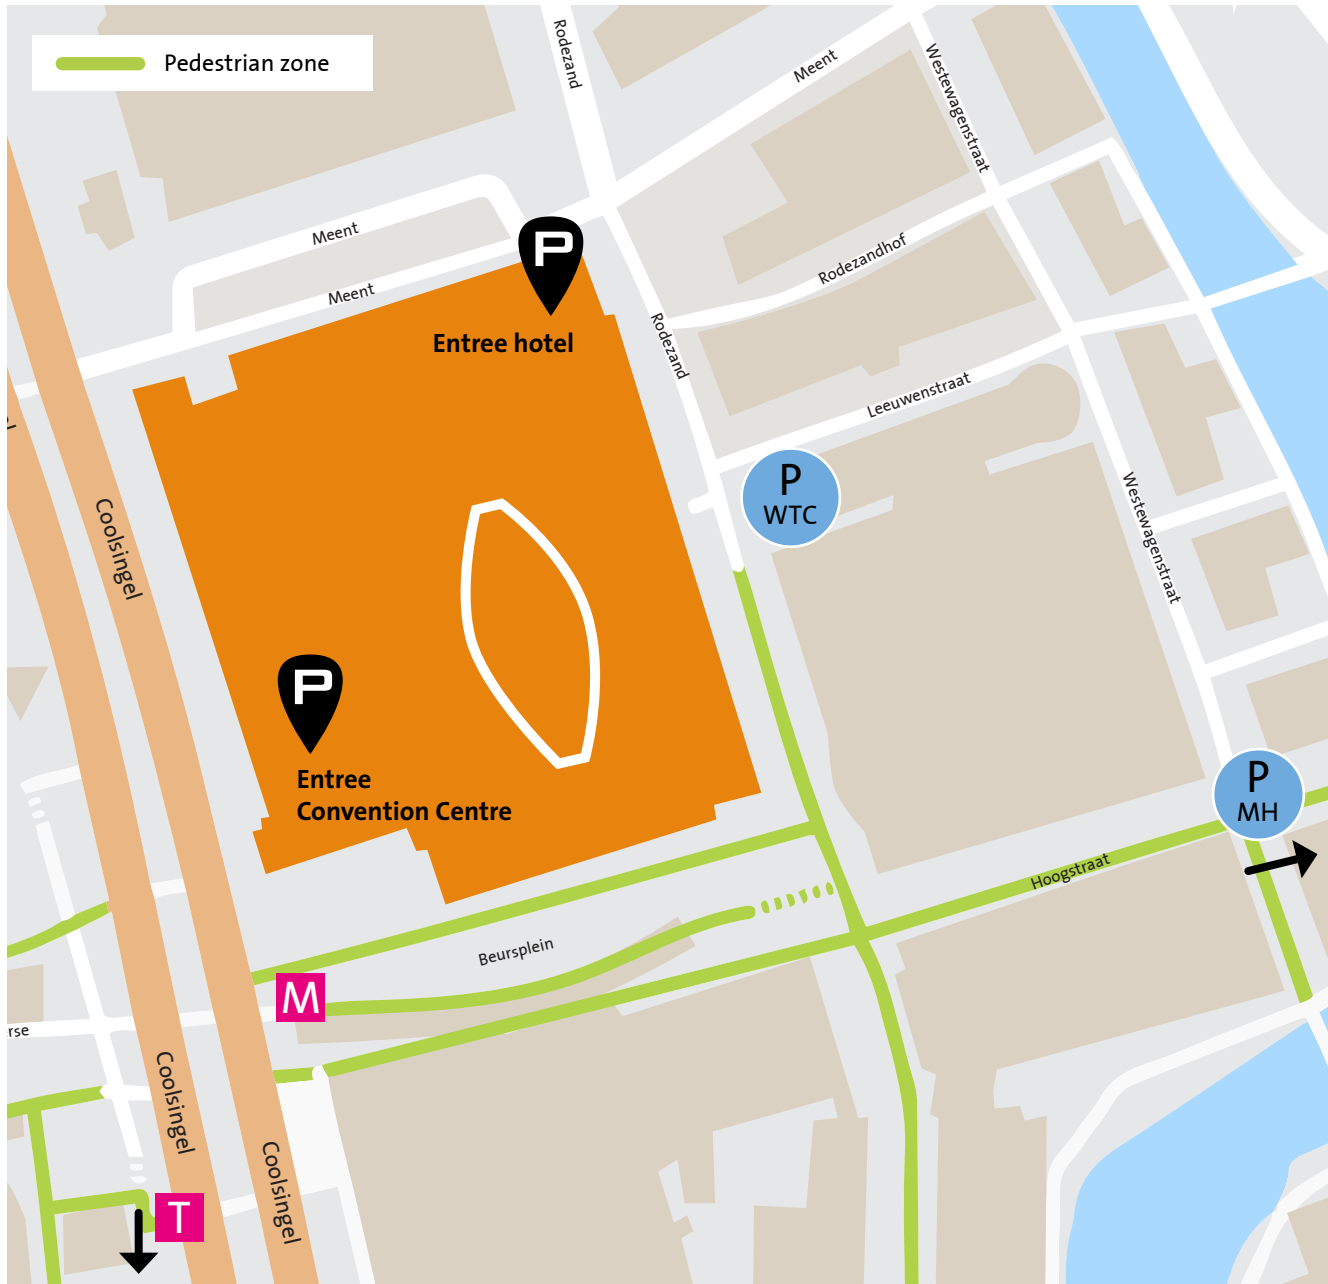 Pedestrian zone
Rodezand
Meent
Westewagenstraat
Meent
Rodezandhof
Meent
P
Entree hotel
Rodezand
Leeuwenstraat
P
WTC
Westewagenstraat
Coolsingel
P
Entree
Convention Centre
P
MH
Hoogstraat
Beursplein
M
rse
Coolsingel
Coolsingel
T